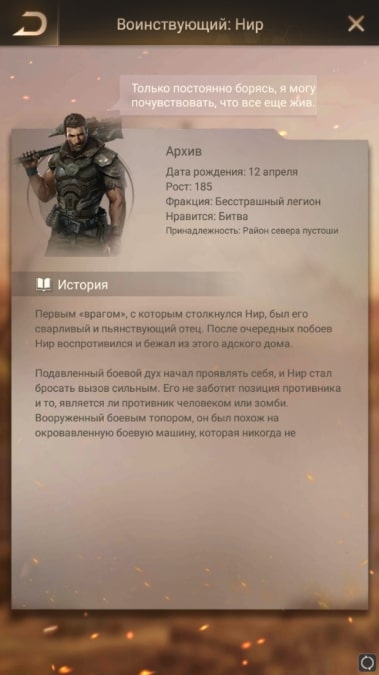 Воинствующий: Нир
Только постоянно борясь, я могу
почувствовать, что все еще жив.
Архив
Дата рождения: 12 апреля
Рост: 185
Фракция: Бесстрашный легион
Нравится: Битва
Принадлежность: Район севера пустоши
История
Первым «врагом», с которым столкнулся Нир, был его
сварливый и пьянствующий отец. После очередных побоев
Нир воспротивился и бежал из этого адского дома.
Подавленный боевой дух начал проявлять себя, и Нир стал
бросать вызов сильным. Его не заботит позиция противника
и то, является ли противник человеком или зомби.
Вооруженный боевым топором, он был похож на
окровавленную боевую машину, которая никогда не